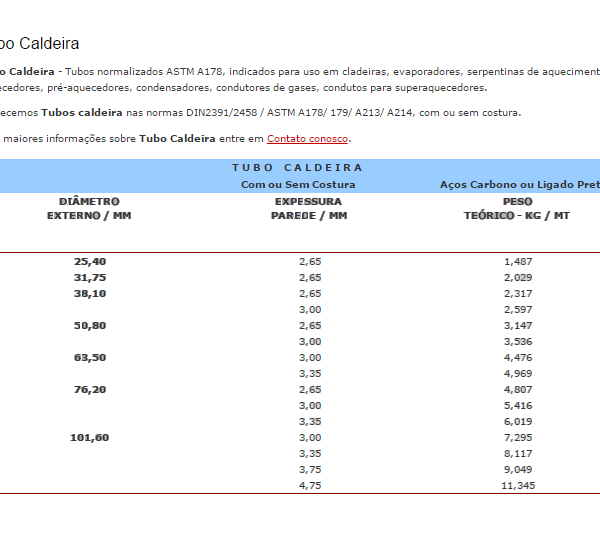 bo Caldeira
o Caldeira - Tubos normalizados ASTM A178, indicados para uso em cladeiras, evaporadores, serpentinas de aqueciment
ecedores, pré-aquecedores, condensadores, condutores de gases, condutos para superaquecedores.
ecemos Tubos caldeira nas normas DIN2391/2458 / ASTM A178/ 179/ A213/ A214, com ou sem costura.
maiores informações sobre Tubo Caldeira entre em Contato conosco.
TUBO CALDEIRA
Com ou Sem Costura Aços Carbono ou Ligado Pret
DIÂMETRO EXPESSURA PESO
EXTERNO / MM PAREDE / MM TEÓRICO - KG / MT
25,40 2,65 1,487
31,75 2,65 2,029
38,10 2,65 2,317
3,00 2,597
50,80 2,65 3,147
3,00 3,536
63,50 3,00 4,476
3,35 4,969
76,20 2,65 4,807
3,00 5,416
3,35 6,019
101,60 3,00 7,295
3,35 8,117
3,75 9,049
4,75 11,345